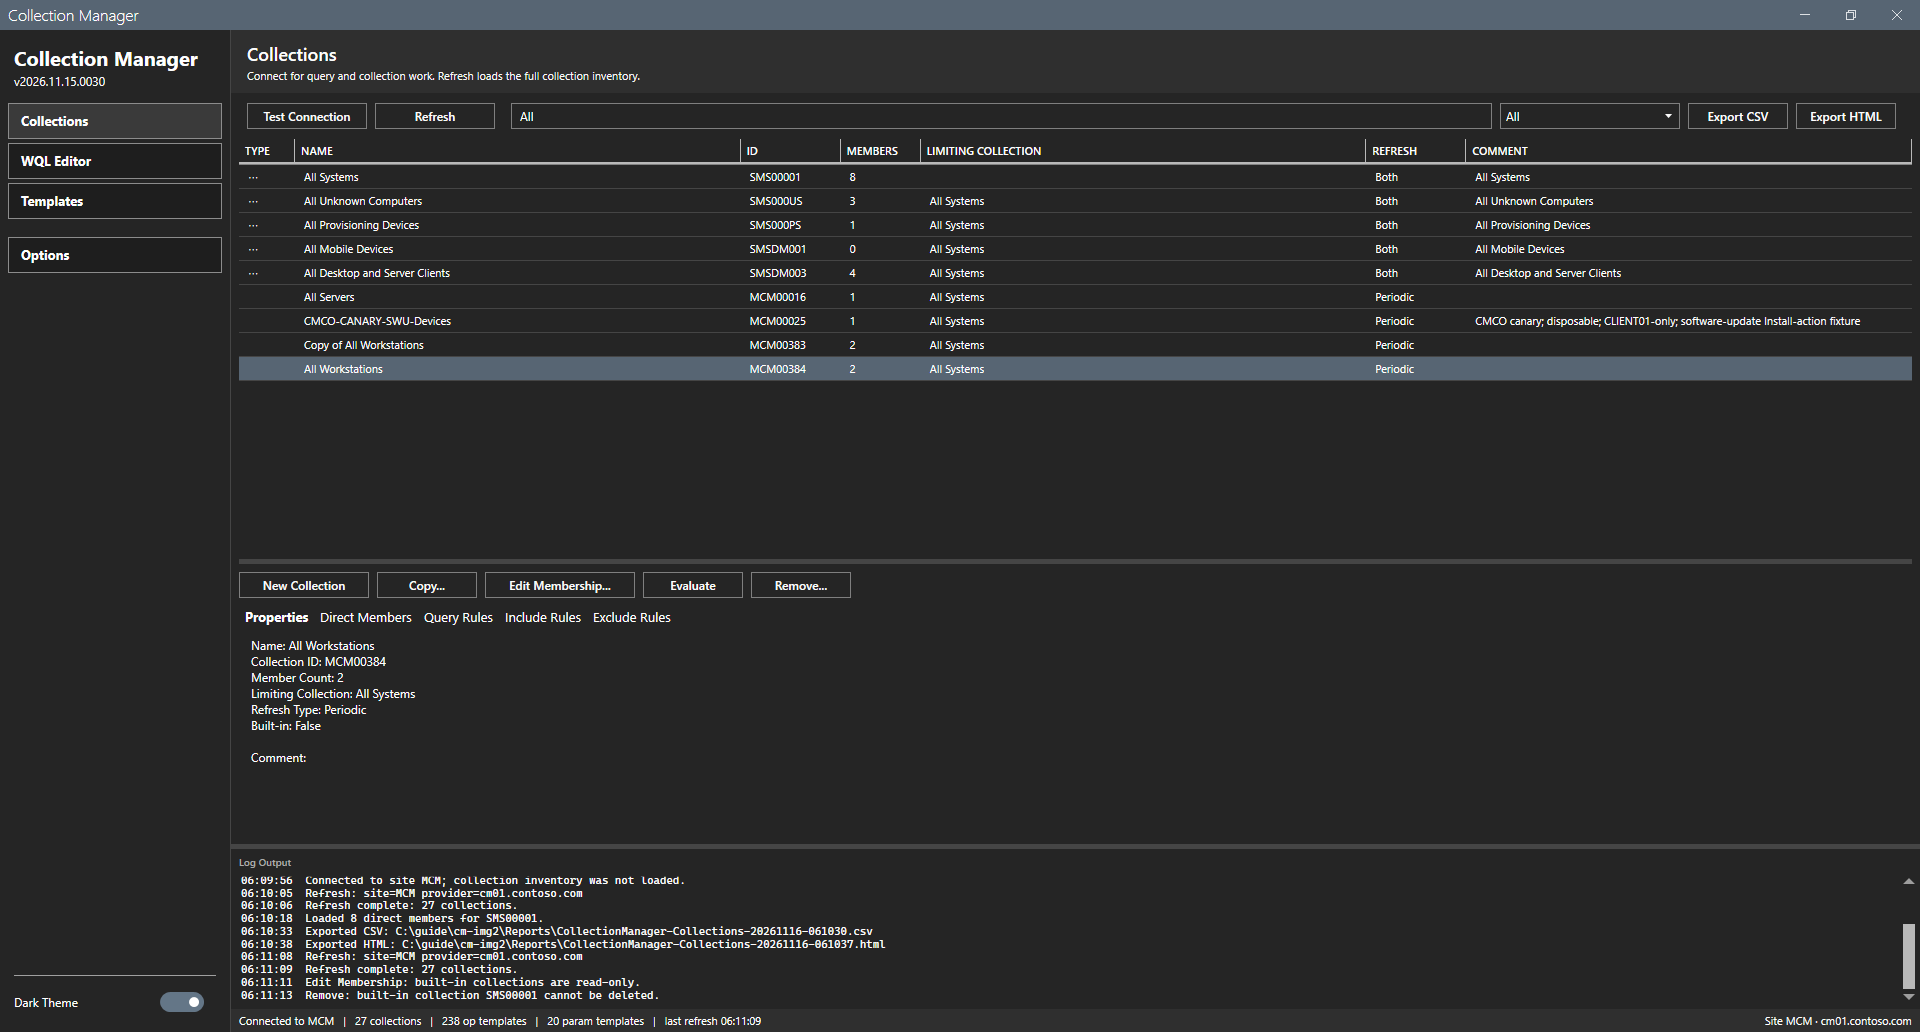 Collection Manager
Collection Manager
v2026.11.15.0030
Collections
WQL Editor
Templates
Options
Dark Theme
Collections
Connect for query and collection work. Refresh loads the full collection inventory.
Test Connection Refresh All All Export CSV Export HTML
TYPE NAME ID MEMBERS LIMITING COLLECTION REFRESH COMMENT
... All Systems SMS00001 8 Both All Systems
... All Unknown Computers SMS000US 3 All Systems Both All Unknown Computers
... All Provisioning Devices SMS000PS 1 All Systems Both All Provisioning Devices
... All Mobile Devices SMSDM001 0 All Systems Both All Mobile Devices
... All Desktop and Server Clients SMSDM003 4 All Systems Both All Desktop and Server Clients
All Servers MCM00016 1 All Systems Periodic
CMCO-CANARY-SWU-Devices MCM00025 1 All Systems Periodic CMCO canary; disposable; CLIENT01-only; software-update Install-action fixture
Copy of All Workstations MCM00383 2 All Systems Periodic
All Workstations MCM00384 2 All Systems Periodic
New Collection Copy... Edit Membership... Evaluate Remove...
Properties Direct Members Query Rules Include Rules Exclude Rules
Name: All Workstations
Collection ID: MCM00384
Member Count: 2
Limiting Collection: All Systems
Refresh Type: Periodic
Built-in: False
Comment:
Log Output
06:09:56 Connected to site MCM; collection inventory was not loaded.
06:10:05 Refresh: site=MCM provider=cm01.contoso.com
06:10:06 Refresh complete: 27 collections.
06:10:18 Loaded 8 direct members for SMS00001.
06:10:33 Exported CSV: C:\guide\cm-img2\Reports\CollectionManager-Collections-20261116-061030.csv
06:10:38 Exported HTML: C:\guide\cm-img2\Reports\CollectionManager-Collections-20261116-061037.html
06:11:08 Refresh: site=MCM provider=cm01.contoso.com
06:11:09 Refresh complete: 27 collections.
06:11:11 Edit Membership: built-in collections are read-only.
06:11:13 Remove: built-in collection SMS00001 cannot be deleted.
Connected to MCM | 27 collections | 238 op templates | 20 param templates | last refresh 06:11:09
Site MCM · cm01.contoso.com